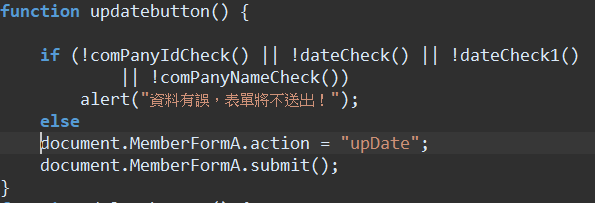 function updatebutton() {
if (!comPanyIdCheck() || !dateCheck() || !dateCheck1()
|| !comPanyNameCheck())
alert("資料有誤，表單將不送出！");
else
document.MemberFormA.action = "upDate";
document.MemberFormA.submit();
}